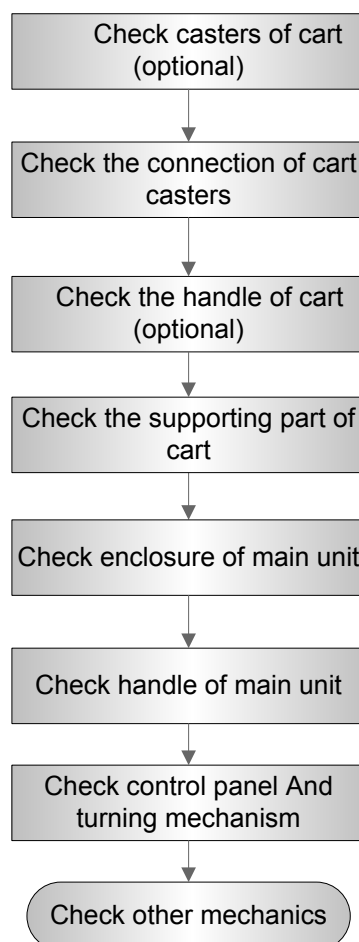 Check casters of cart
(optional)
Check the connection of cart
casters
Check the handle of cart
(optional)
Check the supporting part of
cart
Check enclosure of main unit
Check handle of main unit
Check control panel And
turning mechanism
Check other mechanics